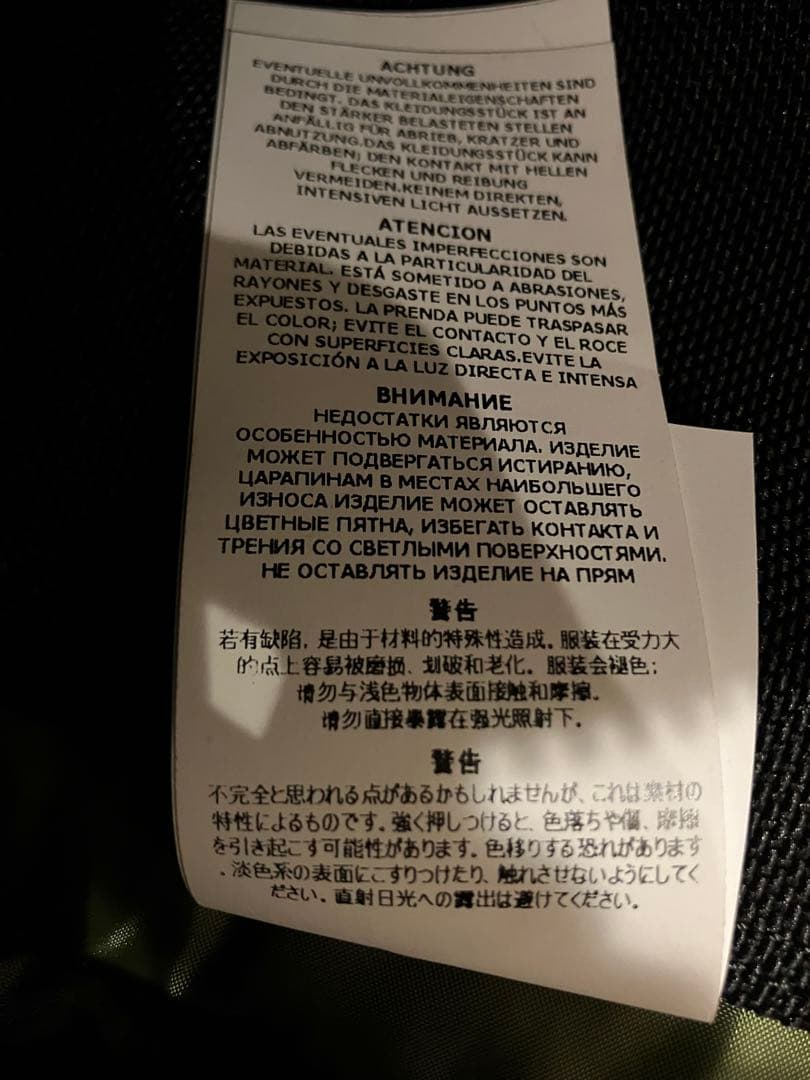 ACHTUNG
EVENTUELLE UNVOLLKOMMENHEITEN SIND
DURCH DIE MATERIALEIGENSCHAFTEN
BEDINGT. DAS KLEIDUNGSSTÜCK IST AN
DEN STÄRKER BELASTETEN STELLEN
ANFÄLLIG FÜR ABRIEB, KRATZER UND
ABNUTZUNG.DAS KLEIDUNGSSTÜCK KANN
ABFÄRBEN; DEN KONTAKT MIT HELLEN
FLECKEN UND REIBUNG
VERMEIDEN.KEINEM DIREKTEN,
INTENSIVEN LICHT AUSSETZEN.
ATENCION
LAS EVENTUALES IMPERFECCIONES SON
DEBIDAS A LA PARTICULARIDAD DEL
MATERIAL. ESTÁ SOMETIDO A ABRASIONES,
RAYONES Y DESGASTE EN LOS PUNTOS MÁS
EXPUESTOS. LA PRENDA PUEDE TRASPASAR
EL COLOR; EVITE EL CONTACTO Y EL ROCE
CON SUPERFICIES CLARAS.EVITE LA
EXPOSICIÓN A LA LUZ DIRECTA E INTENSA
ВНИМАНИЕ
НЕДОСТАТКИ ЯВЛЯЮТСЯ
ОСОБЕННОСТЬЮ МАТЕРИАЛА. ИЗДЕЛИЕ
МОЖЕТ ПОДВЕРГАТЬСЯ ИСТИРАНИЮ,
ЦАРАПИНАМ В МЕСТАХ НАИБОЛЬШЕГО
ИЗНОСА ИЗДЕЛИЕ МОЖЕТ ОСТАВЛЯТЬ
ЦВЕТНЫЕ ПЯТНА, ИЗБЕГАТЬ КОНТАКТА И
ТРЕНИЯ СО СВЕТЛЫМИ ПОВЕРХНОСТЯМИ.
НЕ ОСТАВЛЯТЬ ИЗДЕЛИЕ НА ПРЯМ
警告
若有缺陷，是由于材料的特殊性造成。服装在受力大
的点上容易被磨损、划破和老化。服装会褪色；
请勿与浅色物体表面接触和摩擦。
请勿直接暴露在强光照射下。
警告
不完全と思われる点があるかもしれませんが、これは素材の
特性によるものです。強く押しつけると、色落ちや傷、摩擦
を引き起こす可能性があります。色移りする恐れがあります
。淡色系の表面にこすりつけたり、触れさせないようにしてく
ださい。直射日光への露出は避けてください。